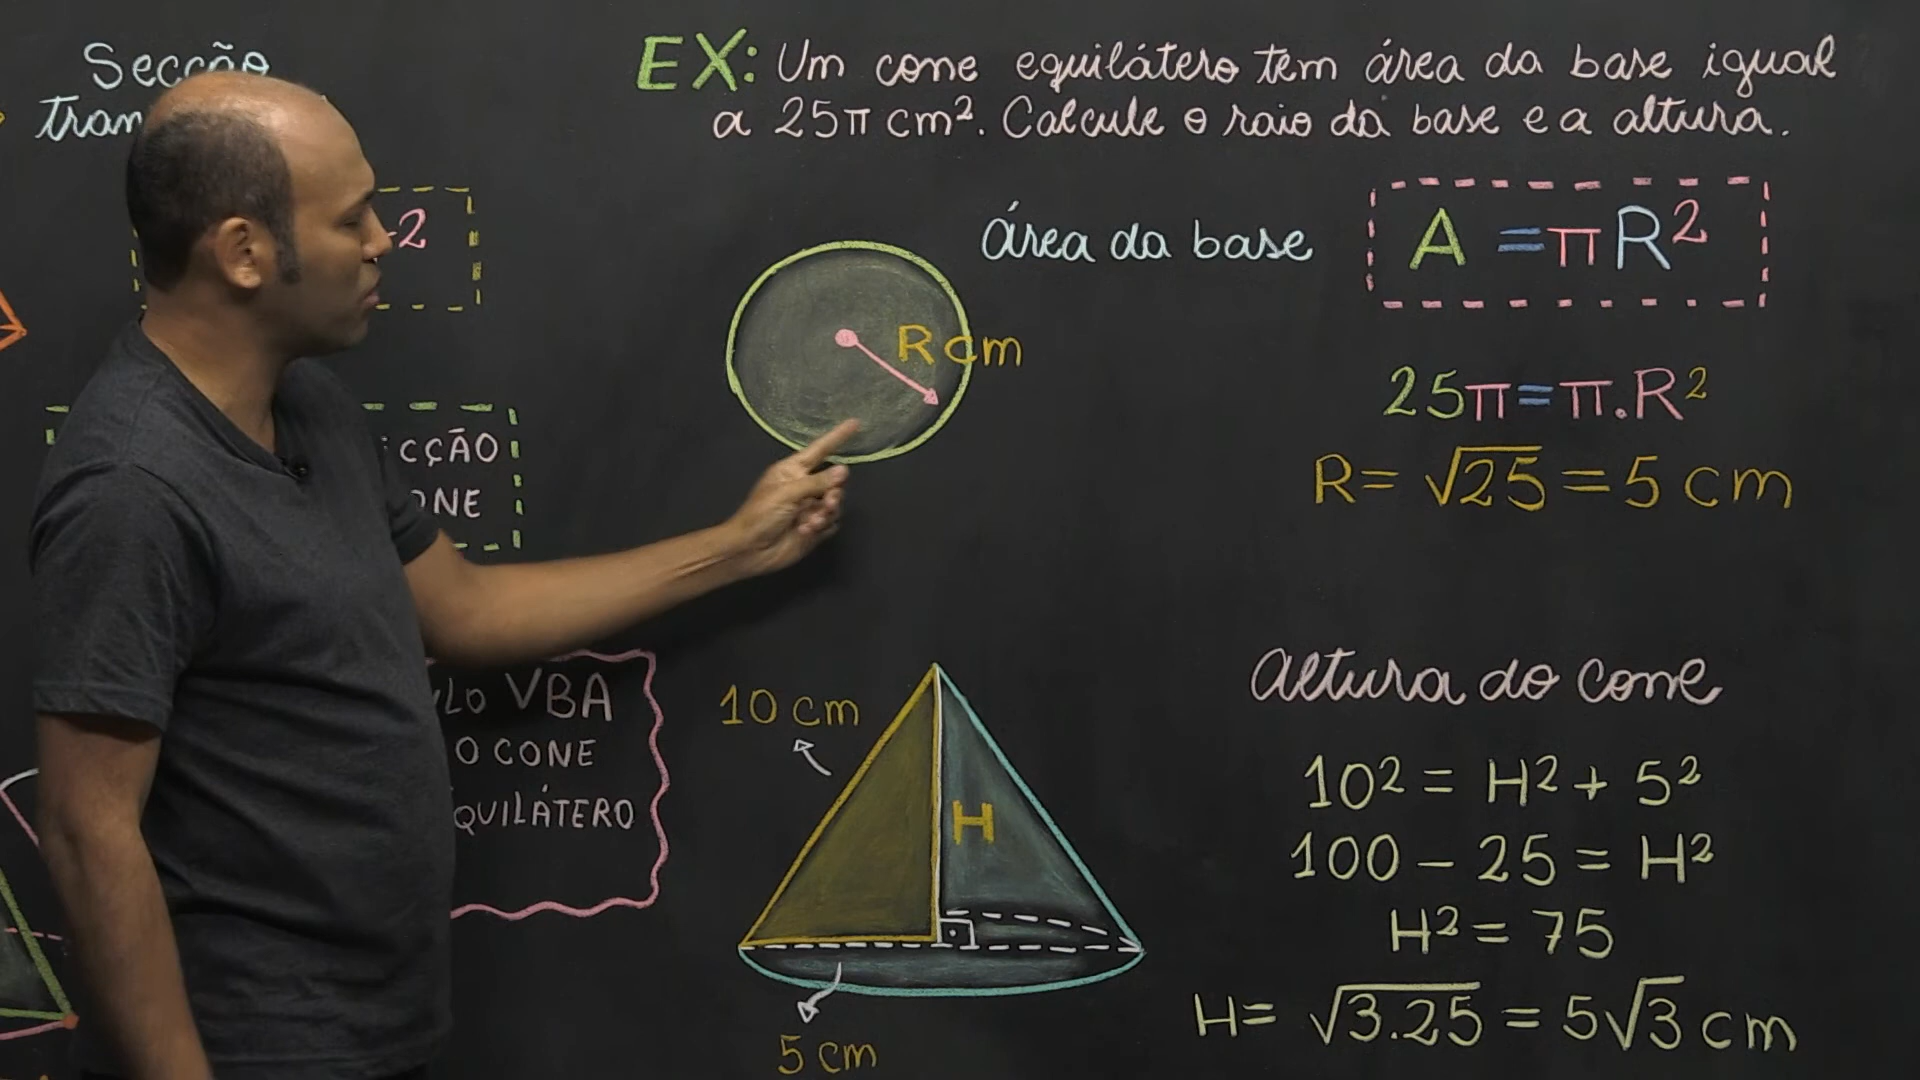 Secção
EX: Um cone equilátero tem área da base igual
a 25π cm². Calcule o raio da base e a altura.
2
área da base
A = πR²
R cm
25π = π.R²
R = √25 = 5 cm
ONE
VBA
O CONE
10 cm
H
5 cm
Altura do cone
10² = H² + 5²
100 - 25 = H²
H² = 75
H = √3.25 = 5√3 cm